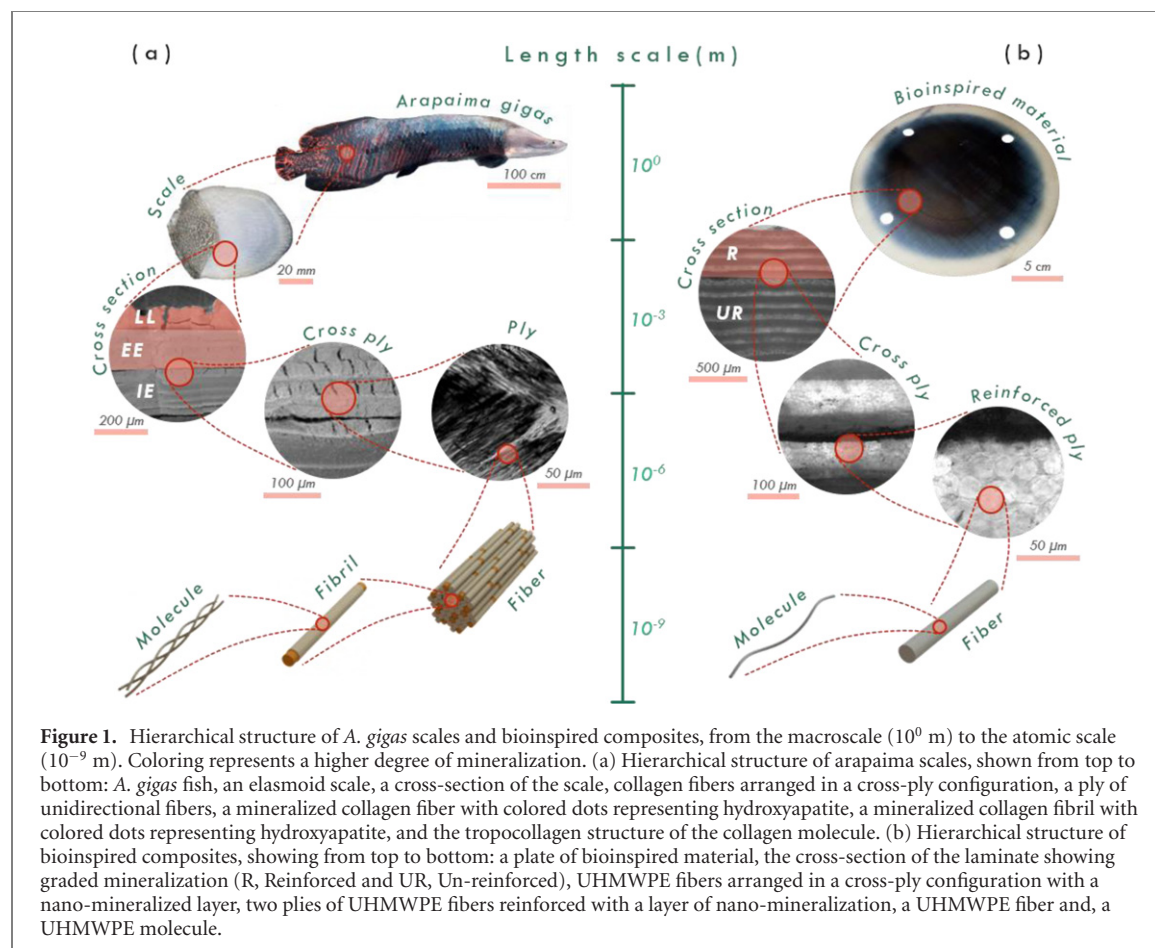 (a)
Length scale(m)
(b)
Arapaima gigas
100 cm
Scale
20 mm
Cross section
LL
EE
IE
200 µm
Cross ply
100 µm
Ply
50 µm
Fiber
Fibril
Molecule
10⁰
10⁻³
10⁻⁶
10⁻⁹
Bioinspired material
5 cm
Cross section
R
UR
500 µm
Cross ply
100 µm
Reinforced ply
50 µm
Molecule
Fiber
Figure 1. Hierarchical structure of A. gigas scales and bioinspired composites, from the macroscale (10⁰ m) to the atomic scale
(10⁻⁹ m). Coloring represents a higher degree of mineralization. (a) Hierarchical structure of arapaima scales, shown from top to
bottom: A. gigas fish, an elasmoid scale, a cross-section of the scale, collagen fibers arranged in a cross-ply configuration, a ply of
unidirectional fibers, a mineralized collagen fiber with colored dots representing hydroxyapatite, a mineralized collagen fibril with
colored dots representing hydroxyapatite, and the tropocollagen structure of the collagen molecule. (b) Hierarchical structure of
bioinspired composites, showing from top to bottom: a plate of bioinspired material, the cross-section of the laminate showing
graded mineralization (R, Reinforced and UR, Un-reinforced), UHMWPE fibers arranged in a cross-ply configuration with a
nano-mineralized layer, two plies of UHMWPE fibers reinforced with a layer of nano-mineralization, a UHMWPE fiber and, a
UHMWPE molecule.